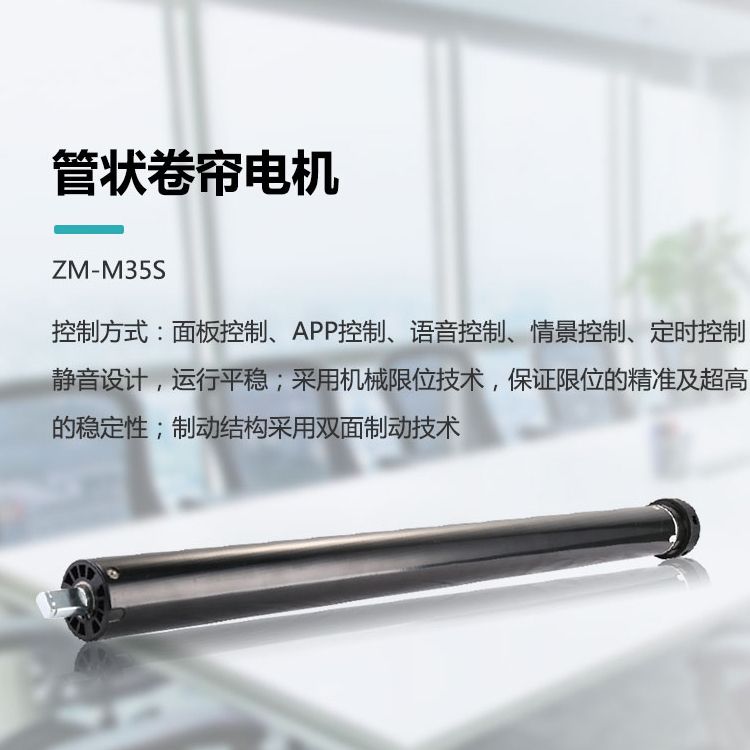 管状卷帘电机
ZM-M35S
控制方式：面板控制、APP控制、语音控制、情景控制、定时控制
静音设计，运行平稳；采用机械限位技术，保证限位的精准及超高
的稳定性；制动结构采用双面制动技术